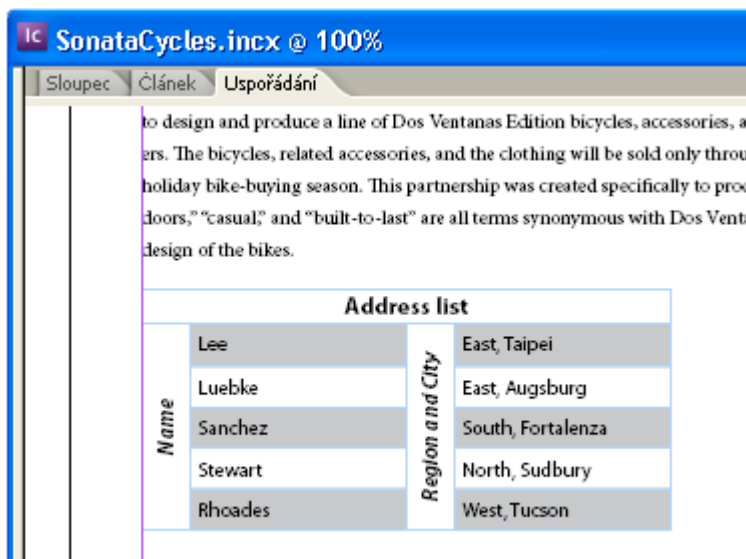 Ic SonataCycles.incx @ 100%
Sloupec Článek Uspořádání
to design and produce a line of Dos Ventanas Edition bicycles, accessories, a
ers. The bicycles, related accessories, and the clothing will be sold only throu
holiday bike-buying season. This partnership was created specifically to prod
doors,” “casual,” and “built-to-last” are all terms synonymous with Dos Venta
design of the bikes.
Address list
Name
Region and City
Lee East, Taipei
Luebke East, Augsburg
Sanchez South, Fortalenza
Stewart North, Sudbury
Rhoades West, Tucson